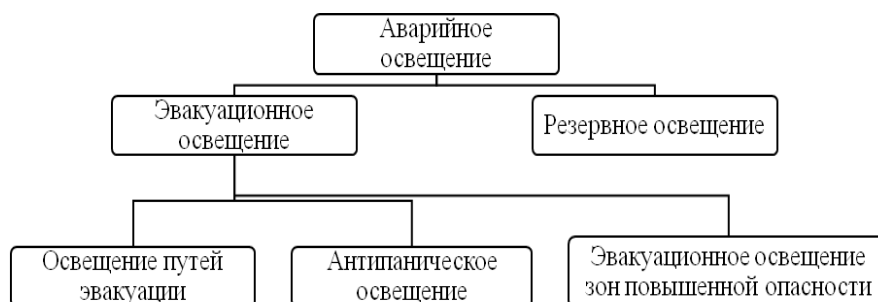 Аварийное
освещение
Эвакуационное
освещение
Резервное освещение
Освещение путей
эвакуации
Антипаническое
освещение
Эвакуационное освещение
зон повышенной опасности